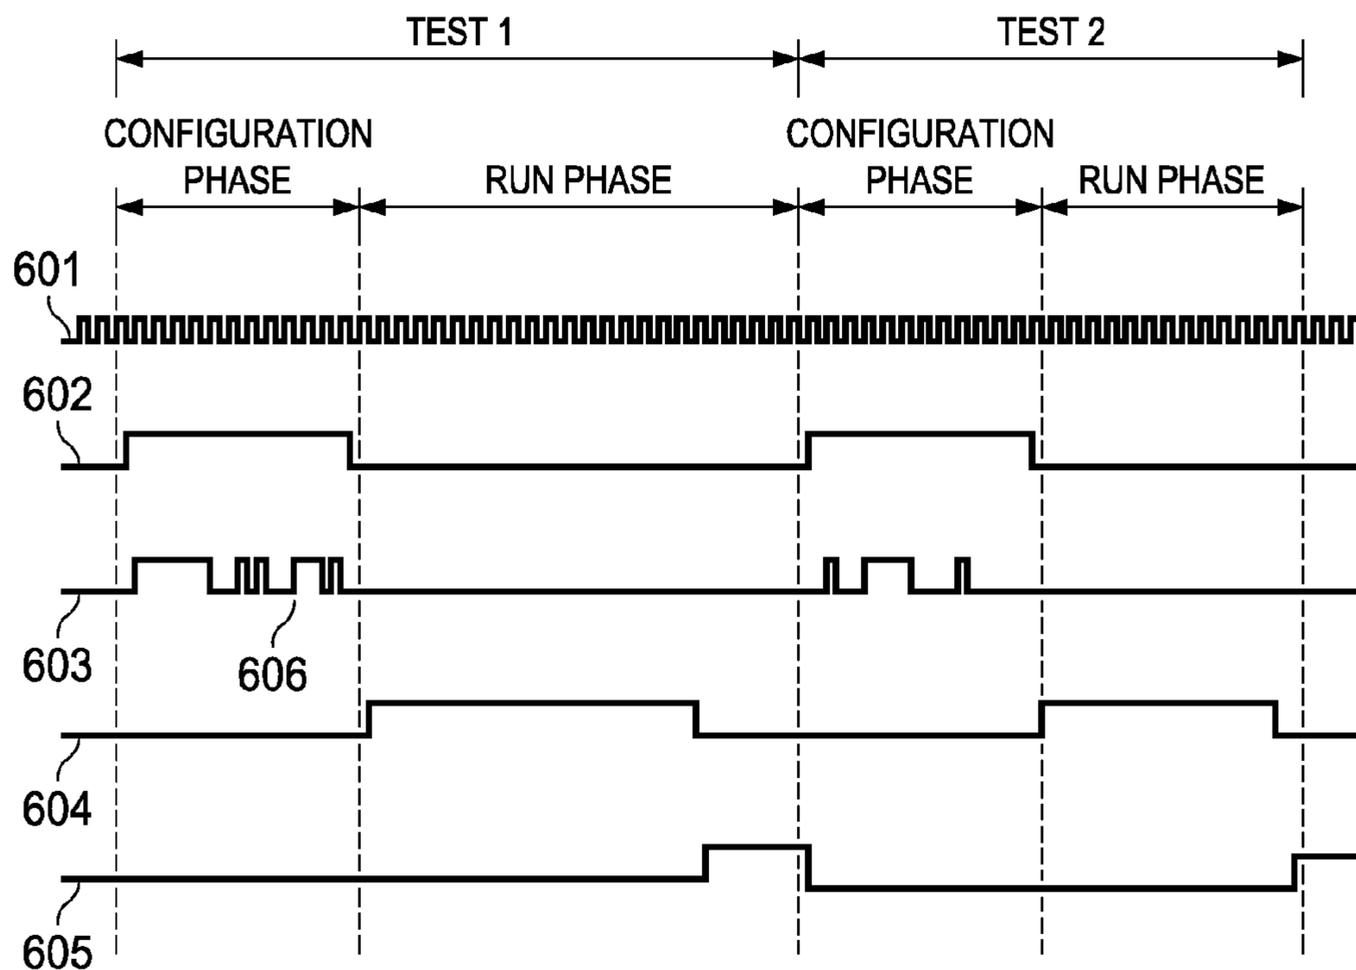 TEST 1
TEST 2
CONFIGURATION
PHASE
RUN PHASE
CONFIGURATION
PHASE
RUN PHASE
601
602
603
606
604
605